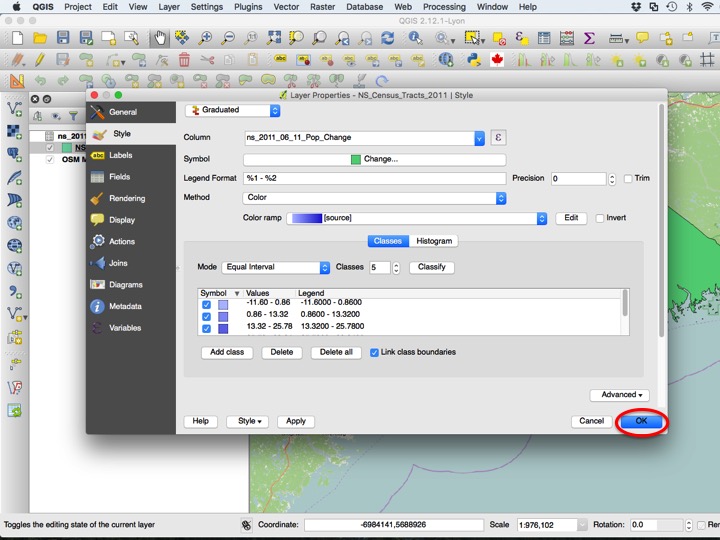 QGIS Project Edit View Layer Settings Plugins Vector Raster Database Web Processing Window Help
QGIS 2.12.1-Lyon
Layer Properties - NS_Census_Tracts_2011 | Style
General
Style
Labels
Fields
Rendering
Display
Actions
Joins
Diagrams
Metadata
Variables
ns_2011
NS
OSM M
Graduated
Column ns_2011_06_11_Pop_Change ε
Symbol Change...
Legend Format %1 - %2 Precision 0 Trim
Method Color
Color ramp [source] Edit Invert
Classes Histogram
Mode Equal Interval Classes 5 Classify
Symbol Values Legend
-11.60 - 0.86 -11.6000 - 0.8600
0.86 - 13.32 0.8600 - 13.3200
13.32 - 25.78 13.3200 - 25.7800
Add class Delete Delete all Link class boundaries
Advanced
Help Style Apply Cancel OK
Toggles the editing state of the current layer Coordinate: -6984141,5688926 Scale 1:976,102 Rotation: 0.0 Ren